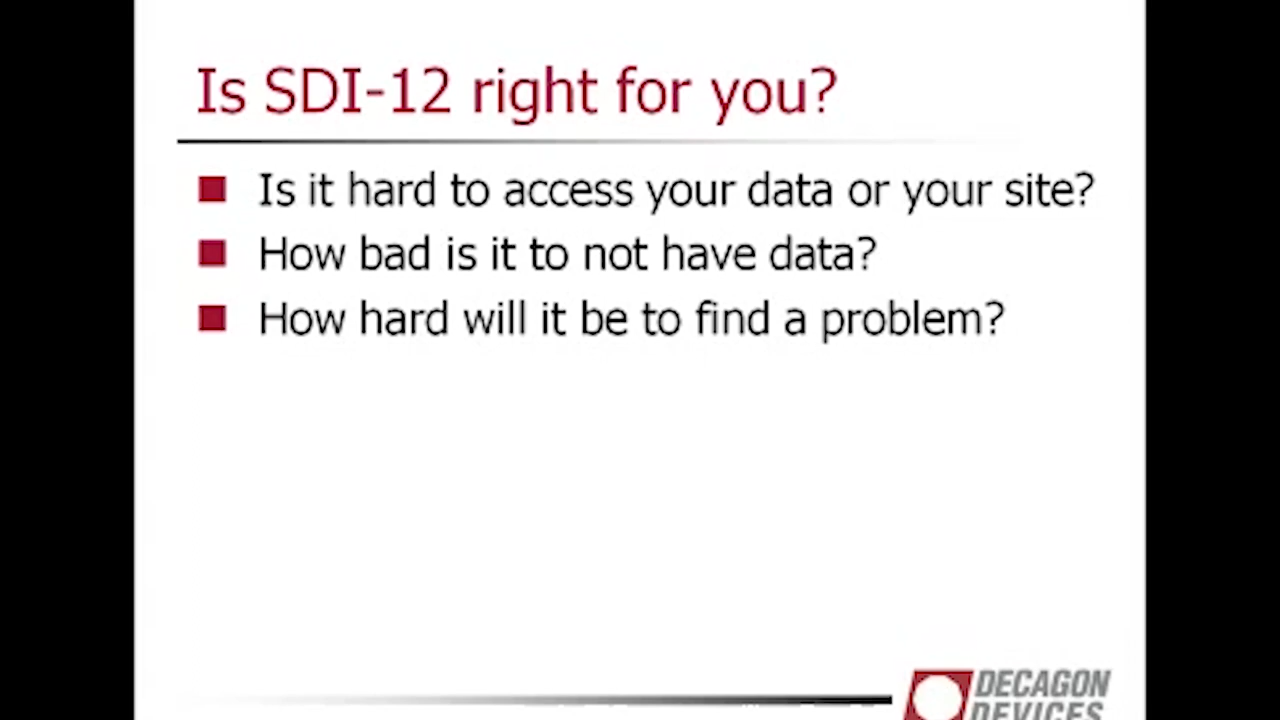 Is SDI-12 right for you?
Is it hard to access your data or your site?
How bad is it to not have data?
How hard will it be to find a problem?
DECAGON
DEVICES